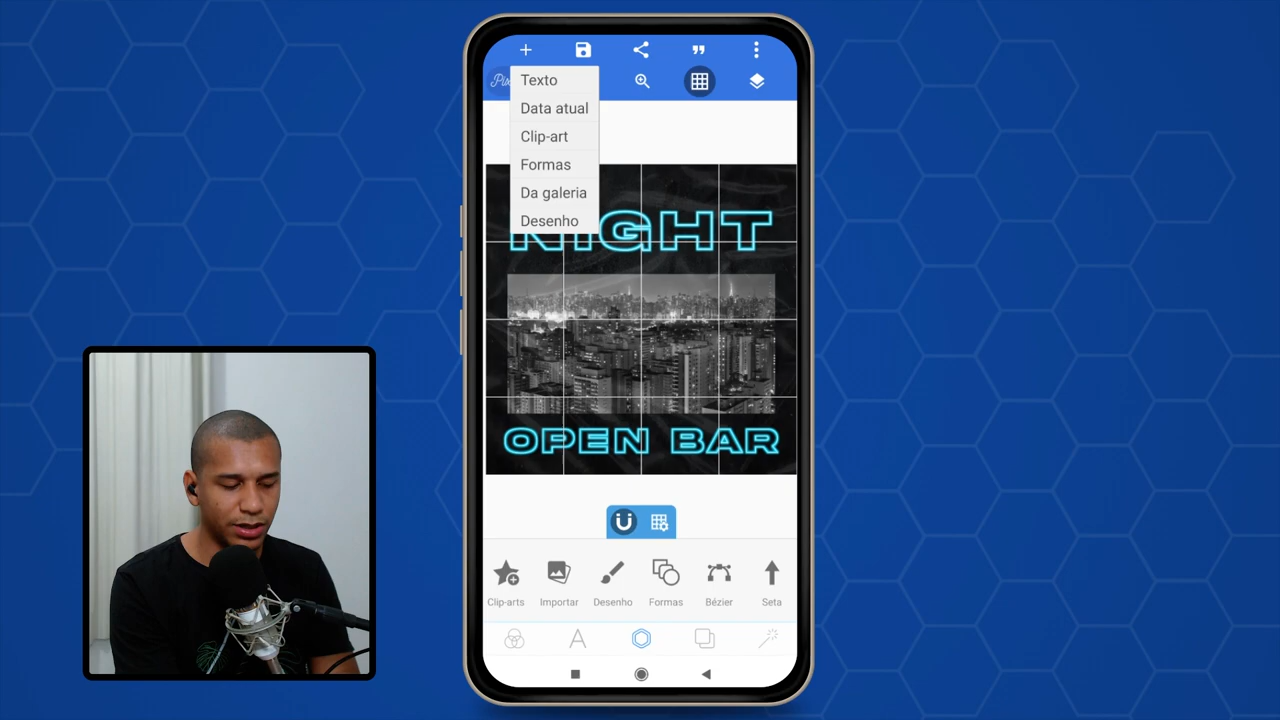 Texto
Data atual
Clip-art
Formas
Da galeria
Desenho
NIGHT
OPEN BAR
Clip-arts
Importar
Desenho
Formas
Bézier
Seta